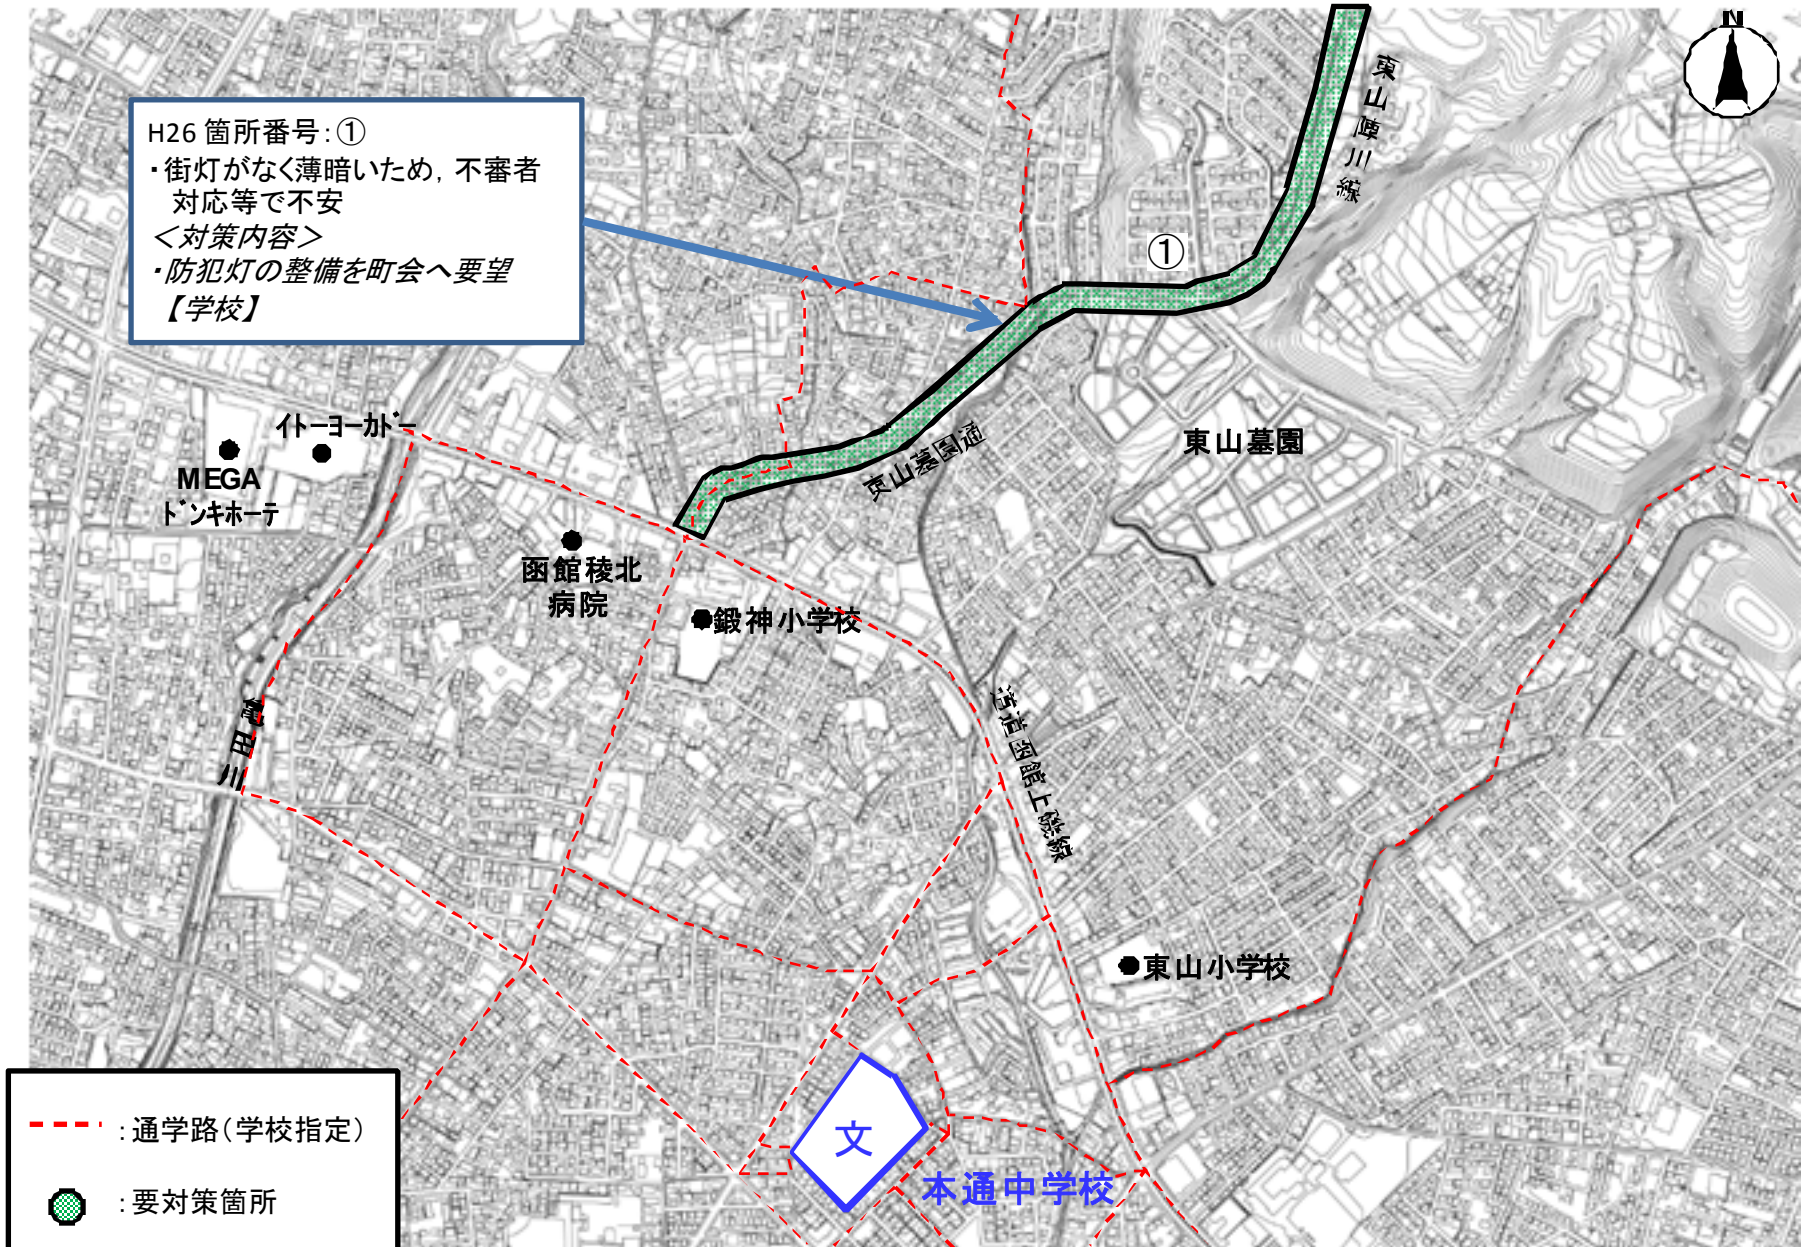 N
東山陣川線
H26 箇所番号：①
・街灯がなく薄暗いため，不審者
対応等で不安
＜対策内容＞
・防犯灯の整備を町会へ要望
【学校】
①
イトーヨーカドー
MEGA
ドンキホーテ
東山墓園通
東山墓園
函館稜北
病院
鍛神小学校
亀田川
道道函館上磯線
東山小学校
文
本通中学校
：通学路（学校指定）
：要対策箇所